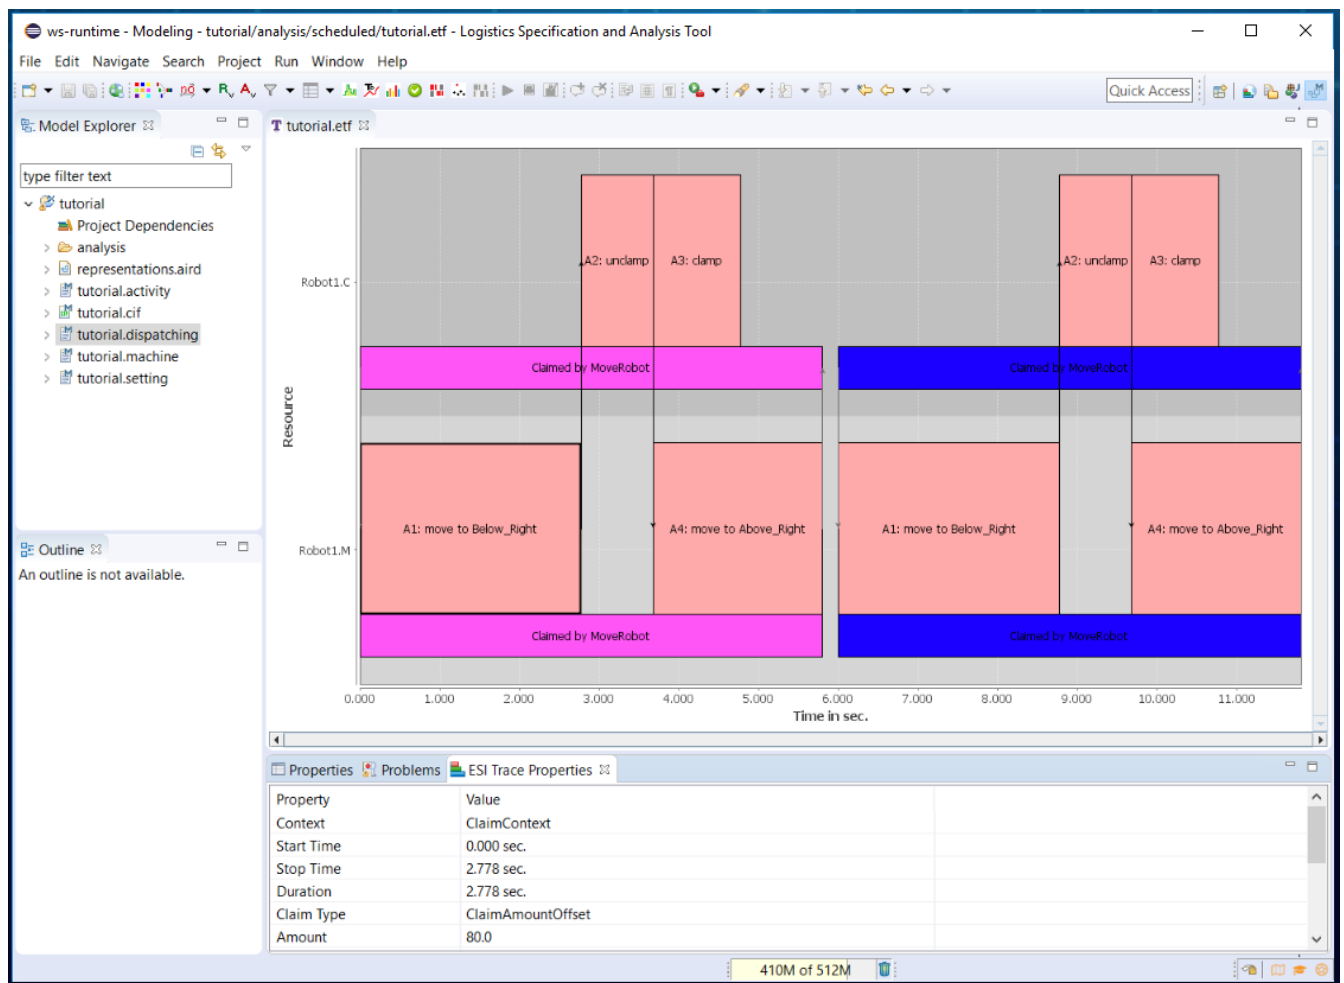 ws-runtime - Modeling - tutorial/analysis/scheduled/tutorial.etf - Logistics Specification and Analysis Tool
File Edit Navigate Search Project Run Window Help
Quick Access
Model Explorer
type filter text
tutorial
Project Dependencies
analysis
representations.aird
tutorial.activity
tutorial.cif
tutorial.dispatching
tutorial.machine
tutorial.setting
Outline
An outline is not available.
tutorial.etf
Resource
Robot1.C
A2: unclamp A3: clamp A2: unclamp A3: clamp
Claimed by MoveRobot Claimed by MoveRobot
Robot1.M
A1: move to Below_Right A4: move to Above_Right A1: move to Below_Right A4: move to Above_Right
Claimed by MoveRobot Claimed by MoveRobot
0.000 1.000 2.000 3.000 4.000 5.000 6.000 7.000 8.000 9.000 10.000 11.000
Time in sec.
Properties Problems ESI Trace Properties
Property Value
Context ClaimContext
Start Time 0.000 sec.
Stop Time 2.778 sec.
Duration 2.778 sec.
Claim Type ClaimAmountOffset
Amount 80.0
410M of 512M